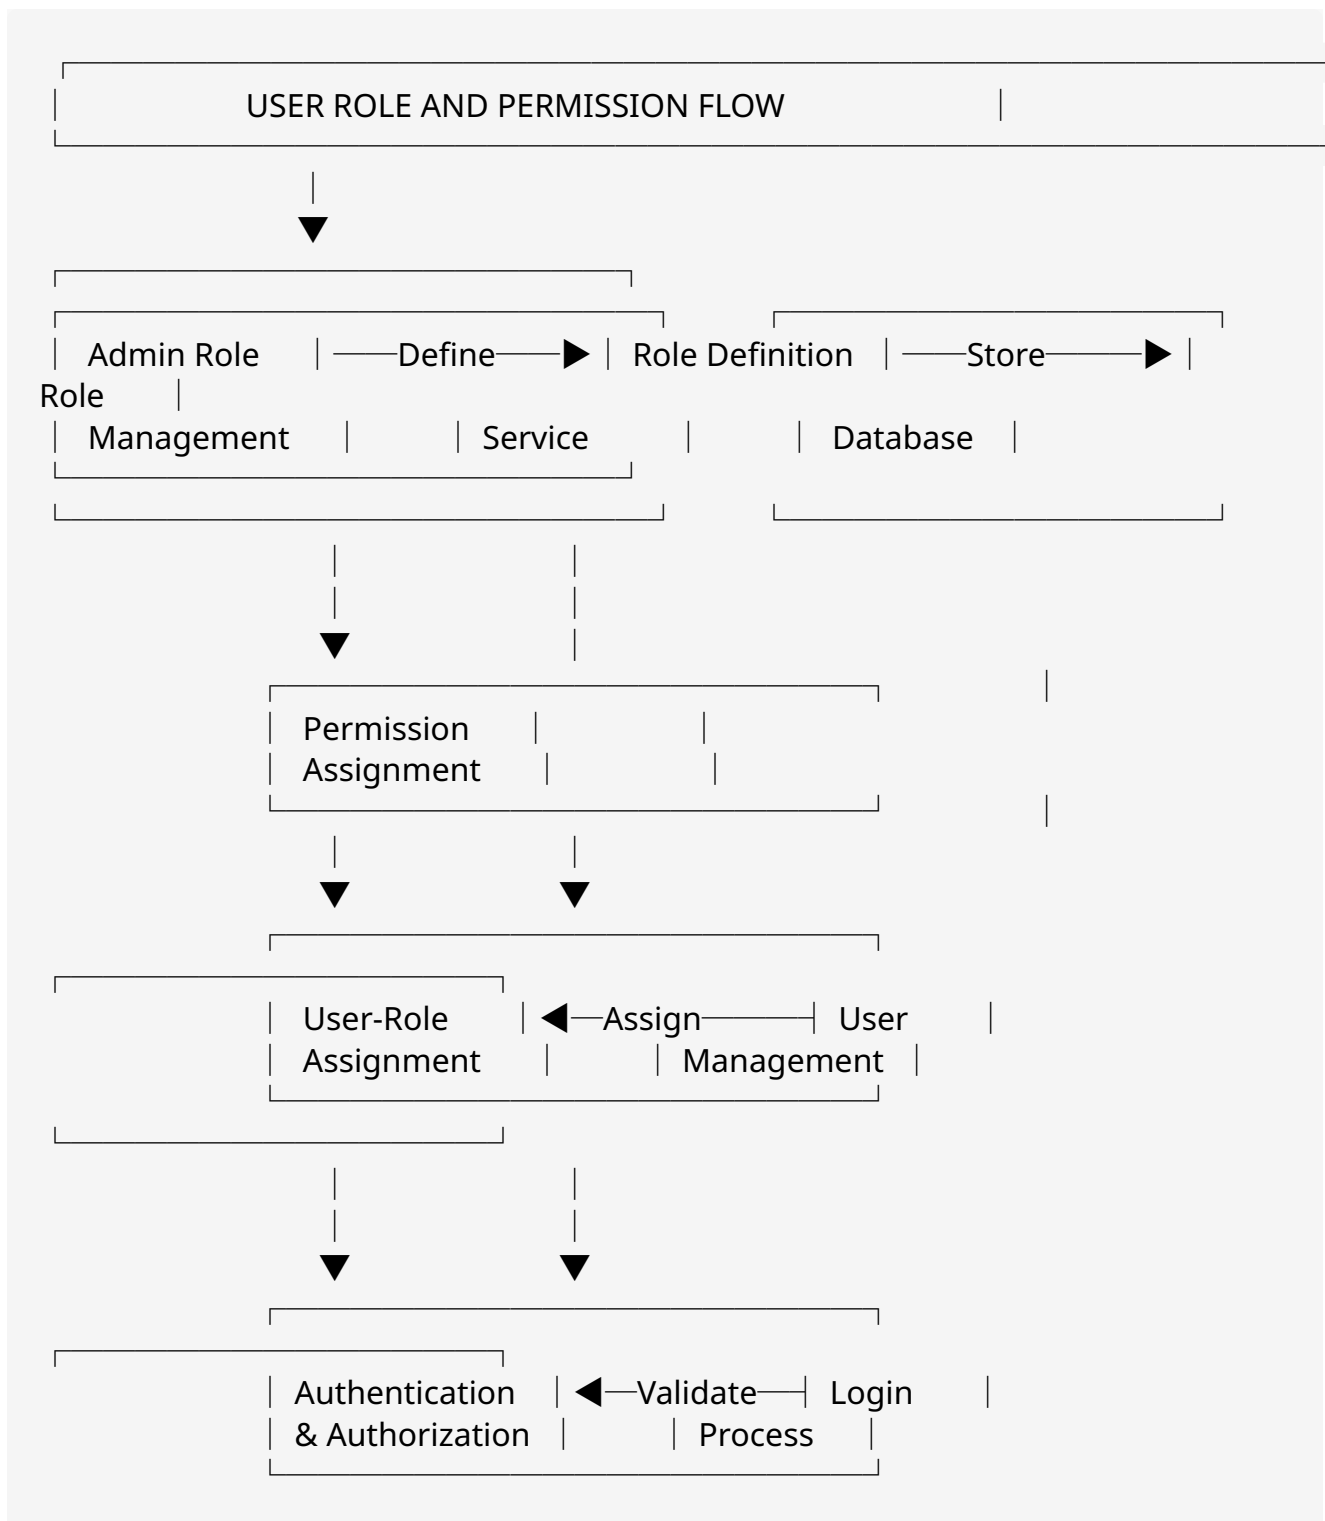 USER ROLE AND PERMISSION FLOW
Admin Role Define Role Definition Store
Role
Management Service Database
Permission
Assignment
User-Role Assign User
Assignment Management
Authentication Validate Login
& Authorization Process